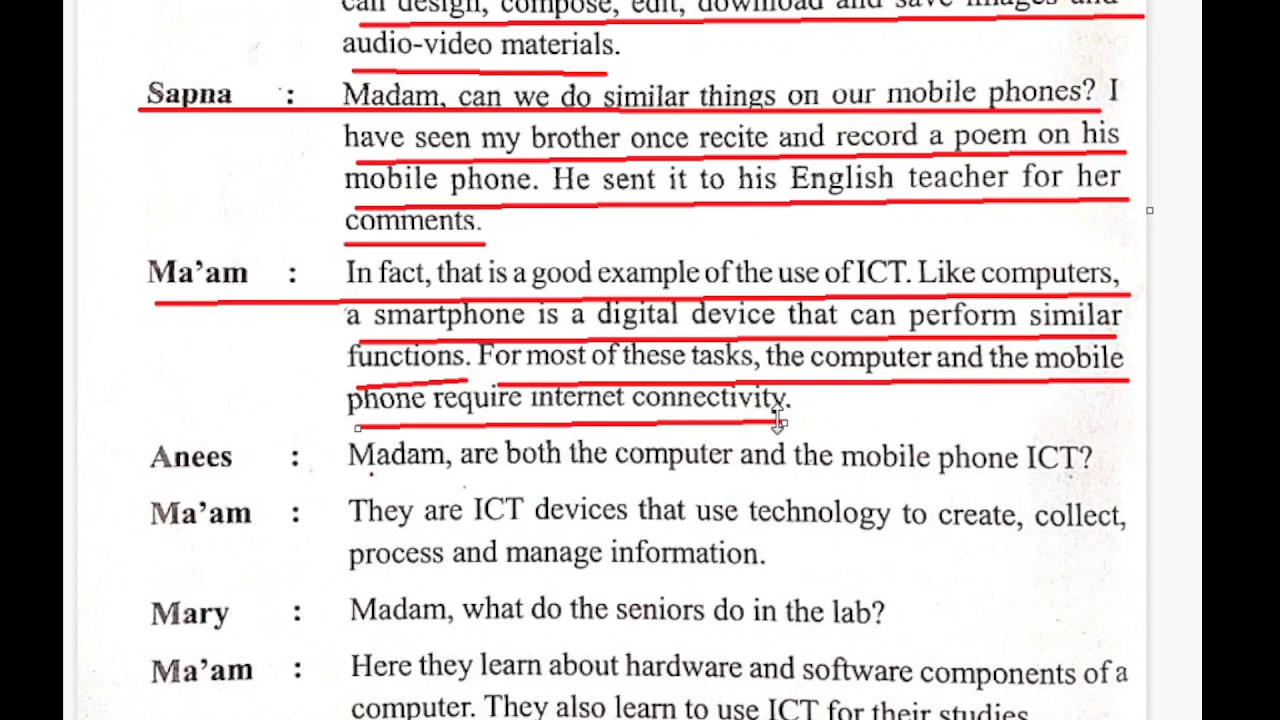 can design, compose, edit, download and save images and
audio-video materials.
Sapna : Madam, can we do similar things on our mobile phones? I
have seen my brother once recite and record a poem on his
mobile phone. He sent it to his English teacher for her
comments.
Ma'am : In fact, that is a good example of the use of ICT. Like computers,
a smartphone is a digital device that can perform similar
functions. For most of these tasks, the computer and the mobile
phone require internet connectivity.
Anees : Madam, are both the computer and the mobile phone ICT?
Ma'am : They are ICT devices that use technology to create, collect,
process and manage information.
Mary : Madam, what do the seniors do in the lab?
Ma'am : Here they learn about hardware and software components of a
computer. They also learn to use ICT for their studies.